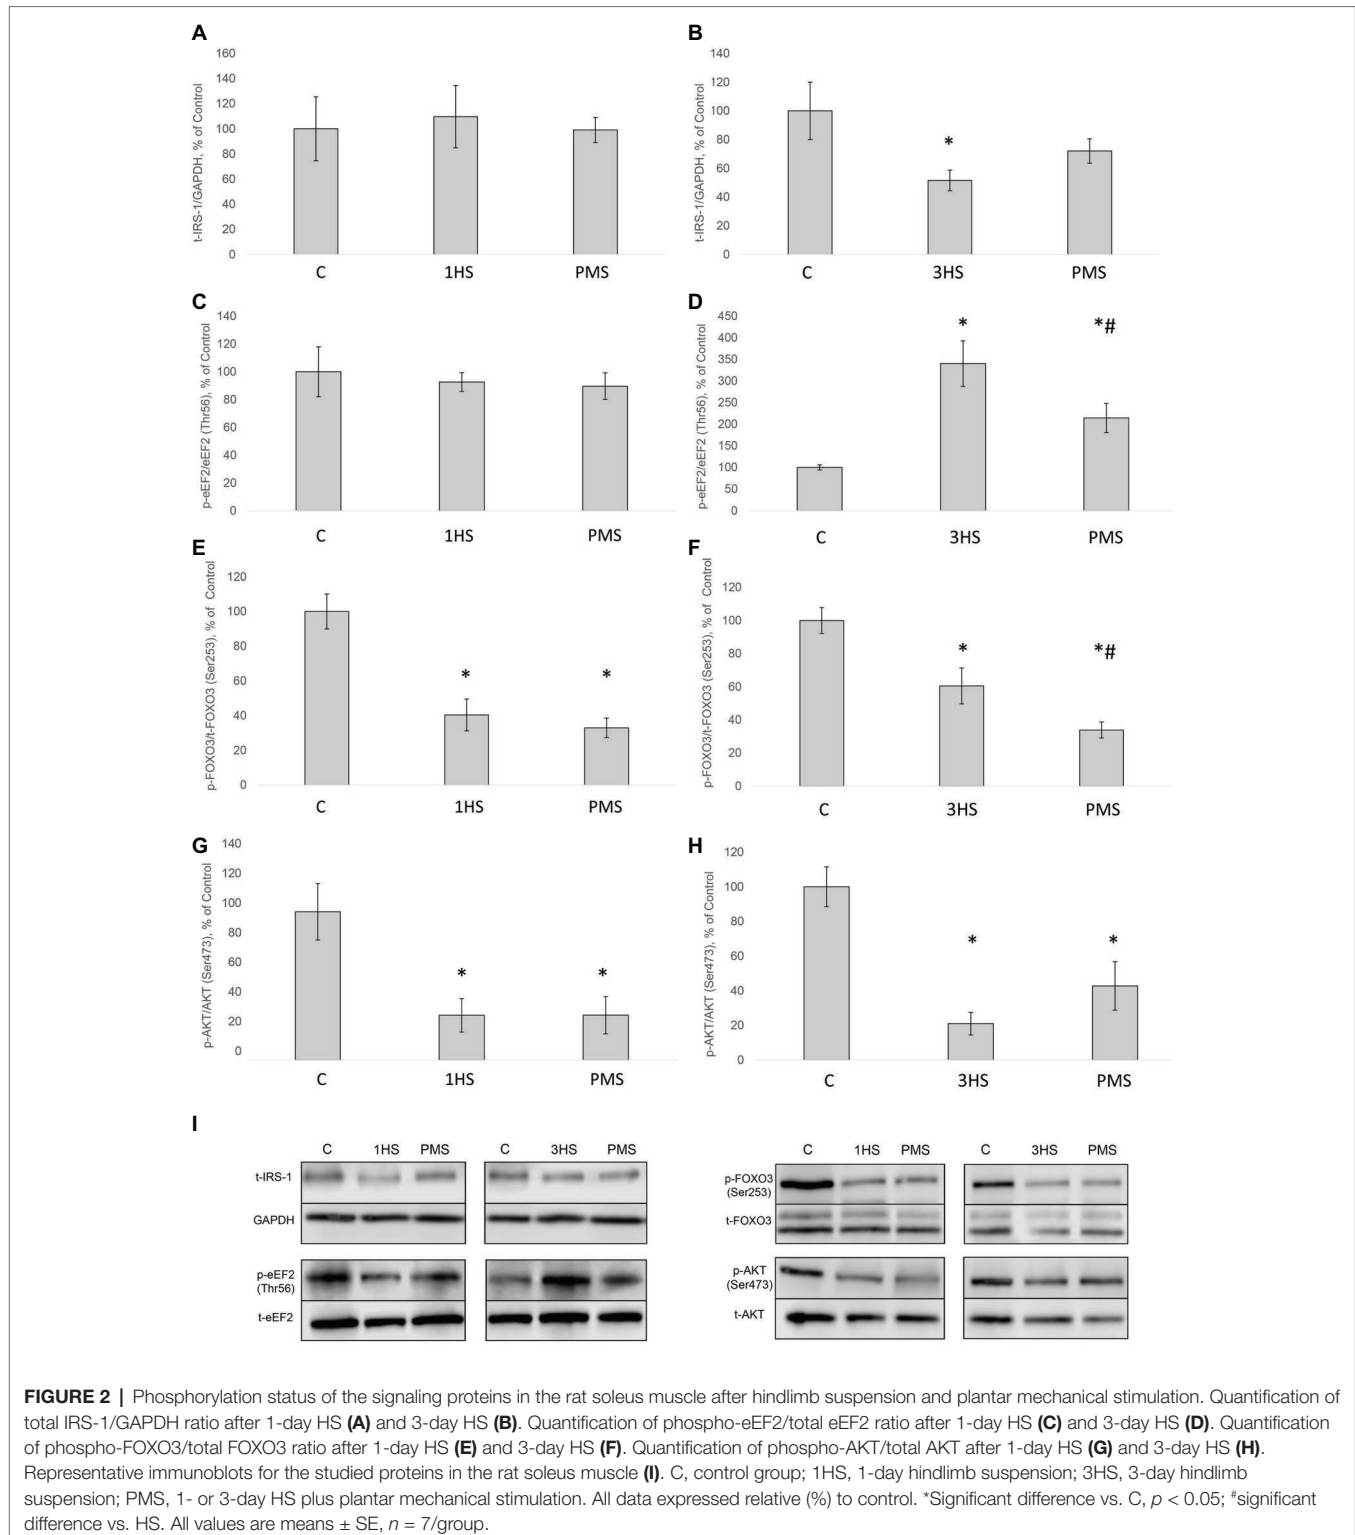 A
t-IRS-1/GAPDH, % of Control
160
140
120
100
80
60
40
20
0
C 1HS PMS
B
t-IRS-1/GAPDH, % of Control
140
120
100
80
60
40
20
0
*
C 3HS PMS
C
p-eEF2/eEF2 (Thr56), % of Control
140
120
100
80
60
40
20
0
C 1HS PMS
D
p-eEF2/eEF2 (Thr56), % of Control
450
400
350
300
250
200
150
100
50
0
* *#
C 3HS PMS
E
p-FOXO3/t-FOXO3 (Ser253), % of Control
120
100
80
60
40
20
0
* *
C 1HS PMS
F
p-FOXO3/t-FOXO3 (Ser253), % of Control
120
100
80
60
40
20
0
* *#
C 3HS PMS
G
p-AKT/AKT (Ser473), % of Control
140
120
100
80
60
40
20
0
* *
C 1HS PMS
H
p-AKT/AKT (Ser473), % of Control
120
100
80
60
40
20
0
* *
C 3HS PMS
I
C 1HS PMS C 3HS PMS
t-IRS-1
GAPDH
p-eEF2
(Thr56)
t-eEF2
C 1HS PMS C 3HS PMS
p-FOXO3
(Ser253)
t-FOXO3
p-AKT
(Ser473)
t-AKT
FIGURE 2 | Phosphorylation status of the signaling proteins in the rat soleus muscle after hindlimb suspension and plantar mechanical stimulation. Quantification of
total IRS-1/GAPDH ratio after 1-day HS (A) and 3-day HS (B). Quantification of phospho-eEF2/total eEF2 ratio after 1-day HS (C) and 3-day HS (D). Quantification
of phospho-FOXO3/total FOXO3 ratio after 1-day HS (E) and 3-day HS (F). Quantification of phospho-AKT/total AKT after 1-day HS (G) and 3-day HS (H).
Representative immunoblots for the studied proteins in the rat soleus muscle (I). C, control group; 1HS, 1-day hindlimb suspension; 3HS, 3-day hindlimb
suspension; PMS, 1- or 3-day HS plus plantar mechanical stimulation. All data expressed relative (%) to control. *Significant difference vs. C, p < 0.05; #significant
difference vs. HS. All values are means ± SE, n = 7/group.